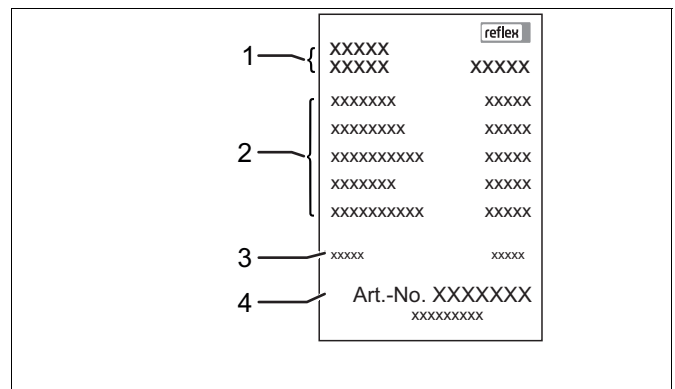 reflex
1
XXXXX
XXXXX XXXXX
2
xxxxxxx xxxxx
xxxxxxxx xxxxx
xxxxxxxxxx xxxxx
xxxxxxx xxxxx
xxxxxxxxxx xxxxx
3 xxxxx xxxxx
4 Art.-No. XXXXXXX
xxxxxxxxx